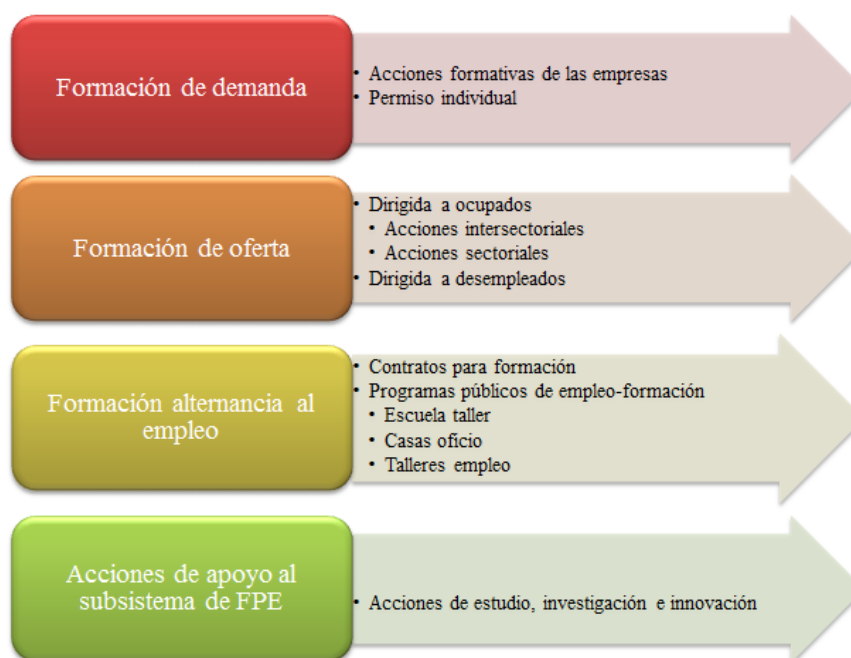 Formación de demanda
• Acciones formativas de las empresas
• Permiso individual
Formación de oferta
• Dirigida a ocupados
• Acciones intersectoriales
• Acciones sectoriales
• Dirigida a desempleados
Formación alternancia al
empleo
• Contratos para formación
• Programas públicos de empleo-formación
• Escuela taller
• Casas oficio
• Talleres empleo
Acciones de apoyo al
subsistema de FPE
• Acciones de estudio, investigación e innovación